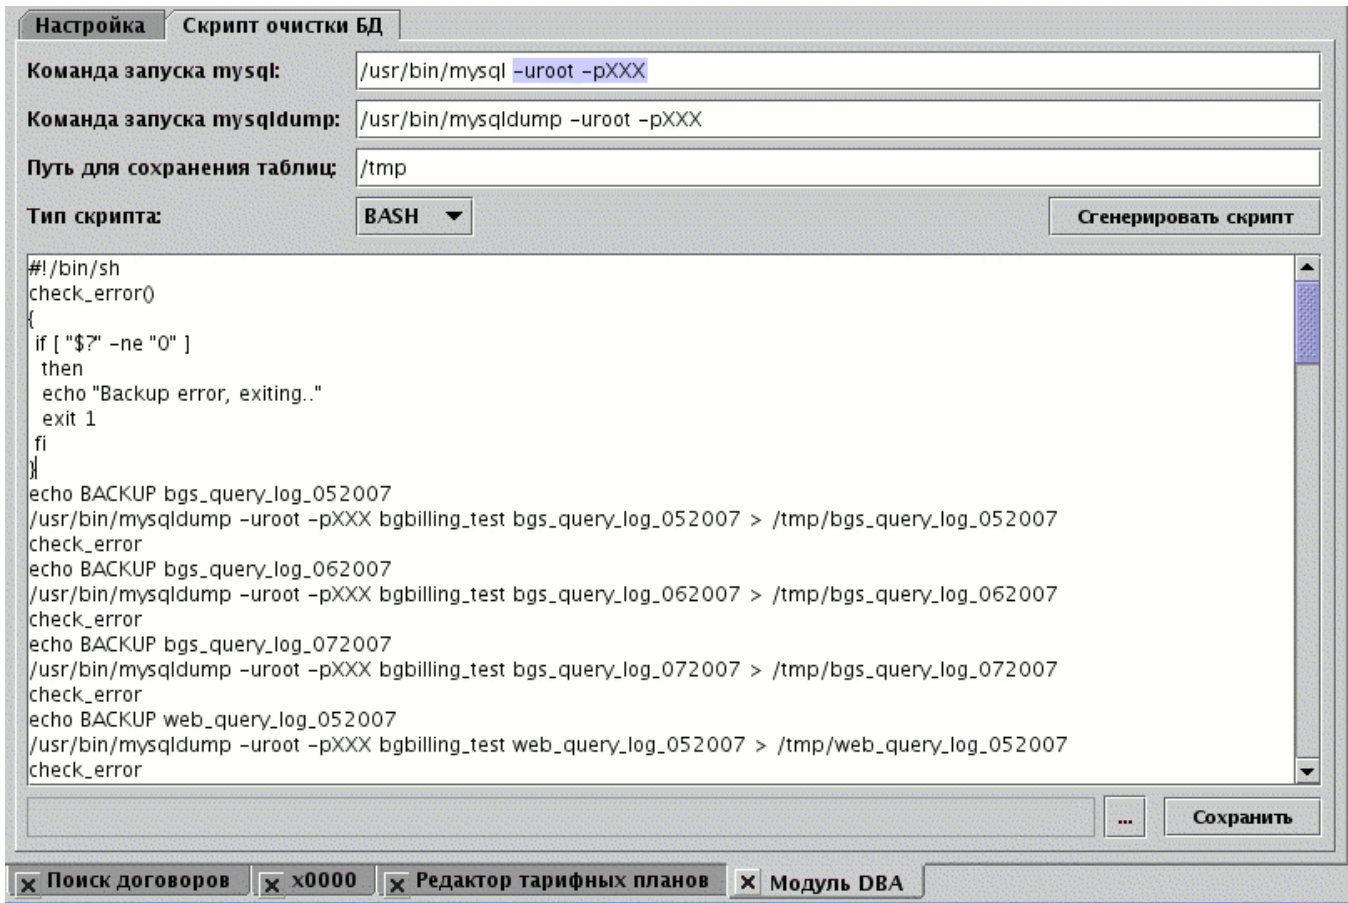 Настройка Скрипт очистки БД
Команда запуска mysql: /usr/bin/mysql -uroot -pXXX
Команда запуска mysqldump: /usr/bin/mysqldump -uroot -pXXX
Путь для сохранения таблиц: /tmp
Тип скрипта: BASH Сгенерировать скрипт
#!/bin/sh
check_error()
{
if [ "$?" -ne "0" ]
then
echo "Backup error, exiting.."
exit 1
fi
}
echo BACKUP bgs_query_log_052007
/usr/bin/mysqldump -uroot -pXXX bgbilling_test bgs_query_log_052007 > /tmp/bgs_query_log_052007
check_error
echo BACKUP bgs_query_log_062007
/usr/bin/mysqldump -uroot -pXXX bgbilling_test bgs_query_log_062007 > /tmp/bgs_query_log_062007
check_error
echo BACKUP bgs_query_log_072007
/usr/bin/mysqldump -uroot -pXXX bgbilling_test bgs_query_log_072007 > /tmp/bgs_query_log_072007
check_error
echo BACKUP web_query_log_052007
/usr/bin/mysqldump -uroot -pXXX bgbilling_test web_query_log_052007 > /tmp/web_query_log_052007
check_error
... Сохранить
Поиск договоров x0000 Редактор тарифных планов Модуль DBA